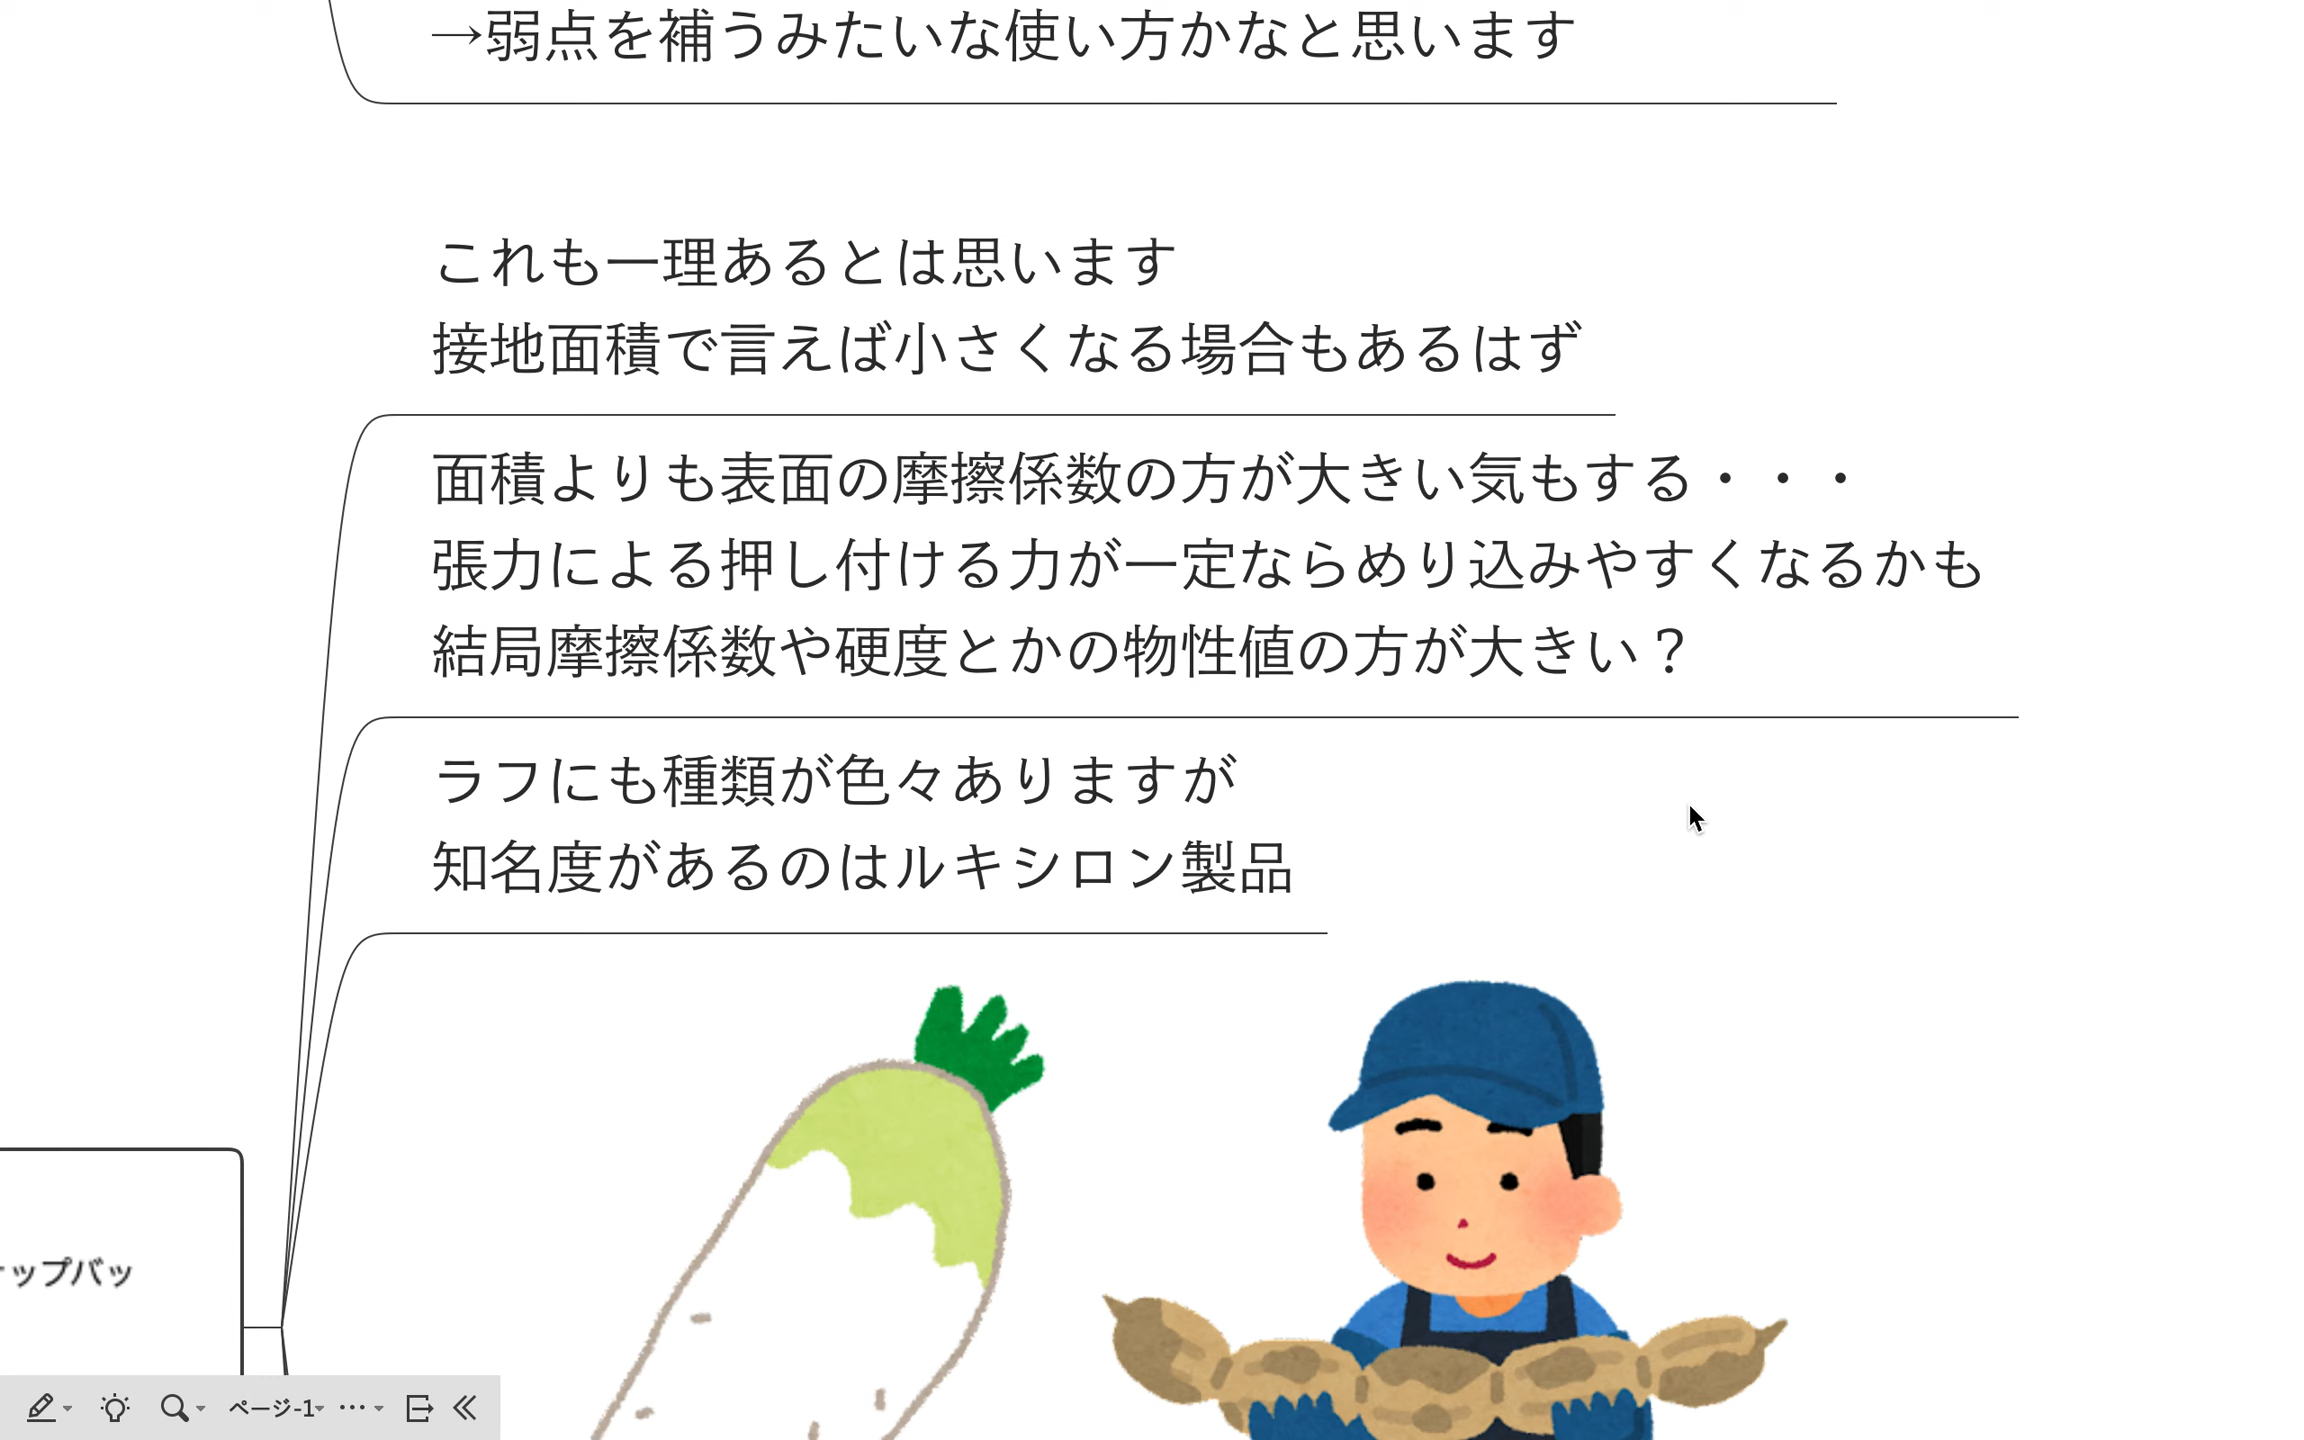 →弱点を補うみたいな使い方かなと思います
これも一理あるとは思います
接地面積で言えば小さくなる場合もあるはず
面積よりも表面の摩擦係数の方が大きい気もする・・・
張力による押し付ける力が一定ならめり込みやすくなるかも
結局摩擦係数や硬度とかの物性値の方が大きい？
ラフにも種類が色々ありますが
知名度があるのはルキシロン製品
ップバッ
ページ-1